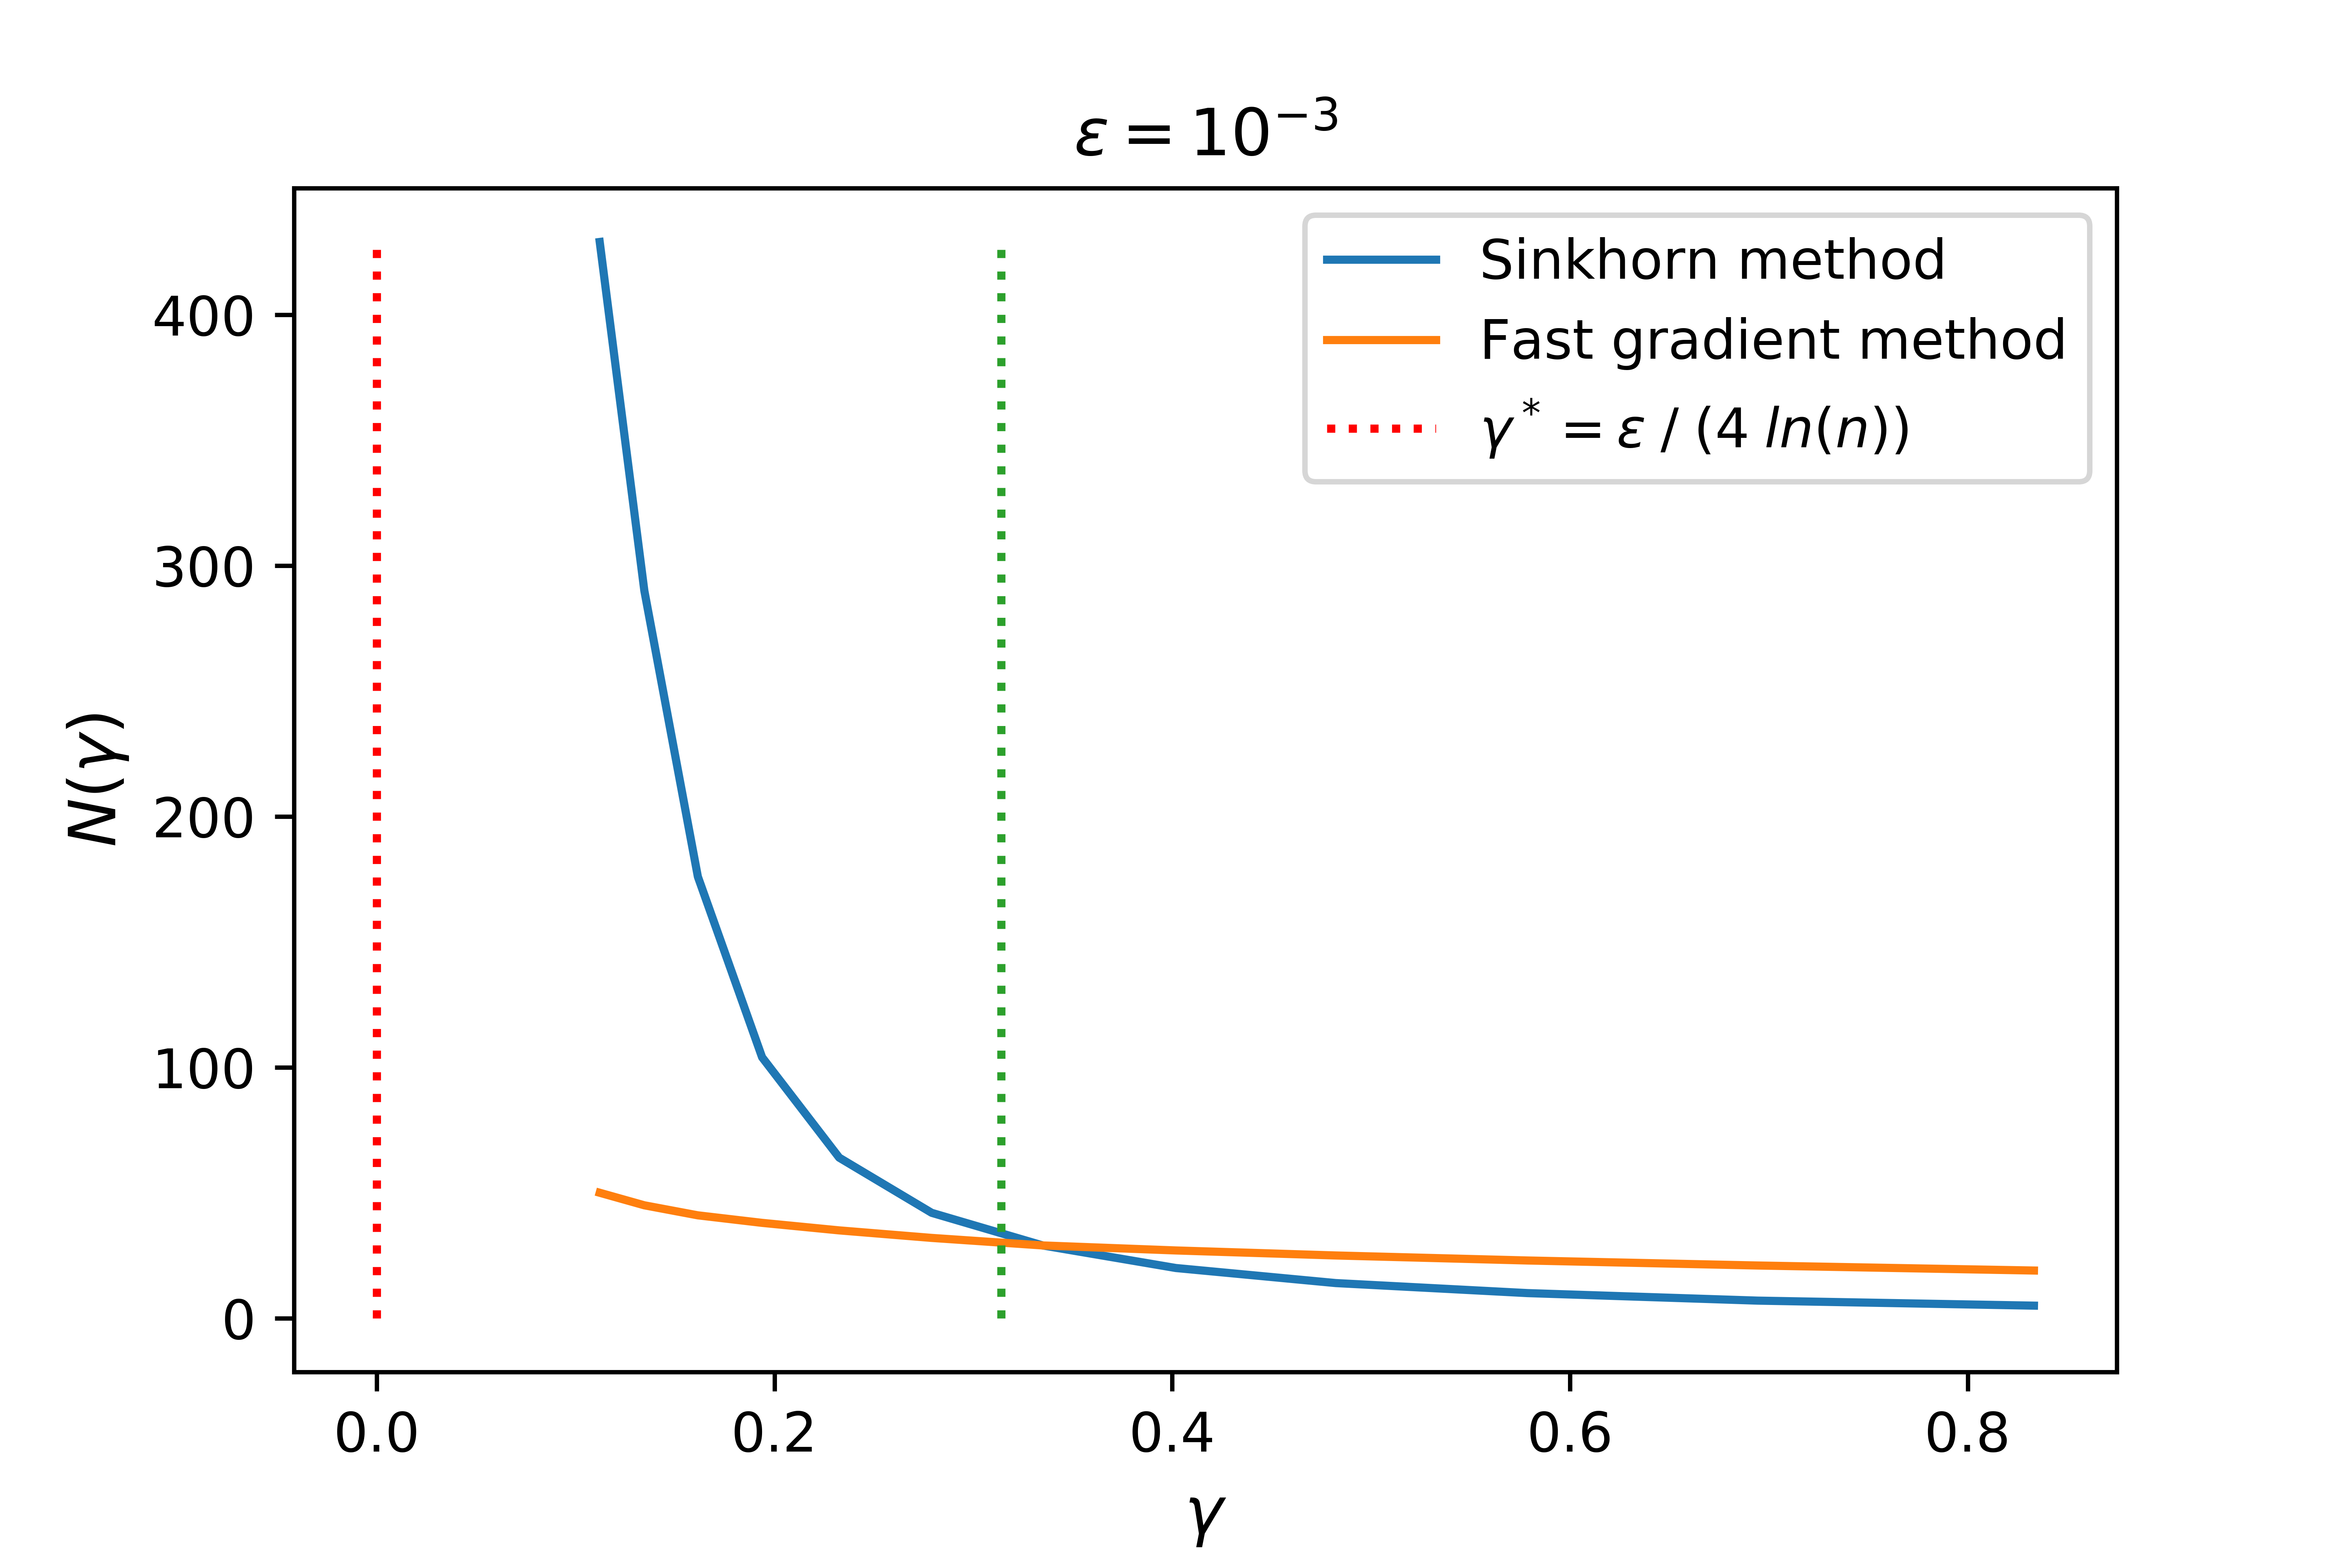 ε = 10⁻³
Sinkhorn method
Fast gradient method
γ* = ε / (4 ln(n))
N(γ)
400
300
200
100
0
0.0 0.2 0.4 0.6 0.8
γ